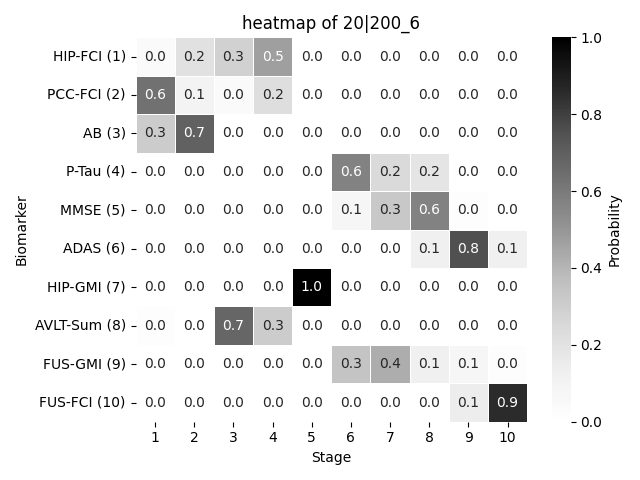 heatmap of 20|200_6
HIP-FCI (1) 0.0 0.2 0.3 0.5 0.0 0.0 0.0 0.0 0.0 0.0
PCC-FCI (2) 0.6 0.1 0.0 0.2 0.0 0.0 0.0 0.0 0.0 0.0
AB (3) 0.3 0.7 0.0 0.0 0.0 0.0 0.0 0.0 0.0 0.0
P-Tau (4) 0.0 0.0 0.0 0.0 0.0 0.6 0.2 0.2 0.0 0.0
MMSE (5) 0.0 0.0 0.0 0.0 0.0 0.1 0.3 0.6 0.0 0.0
ADAS (6) 0.0 0.0 0.0 0.0 0.0 0.0 0.0 0.1 0.8 0.1
HIP-GMI (7) 0.0 0.0 0.0 0.0 1.0 0.0 0.0 0.0 0.0 0.0
AVLT-Sum (8) 0.0 0.0 0.7 0.3 0.0 0.0 0.0 0.0 0.0 0.0
FUS-GMI (9) 0.0 0.0 0.0 0.0 0.0 0.3 0.4 0.1 0.1 0.0
FUS-FCI (10) 0.0 0.0 0.0 0.0 0.0 0.0 0.0 0.0 0.1 0.9
1 2 3 4 5 6 7 8 9 10
Stage
Biomarker
1.0
0.8
0.6
0.4
0.2
0.0
Probability